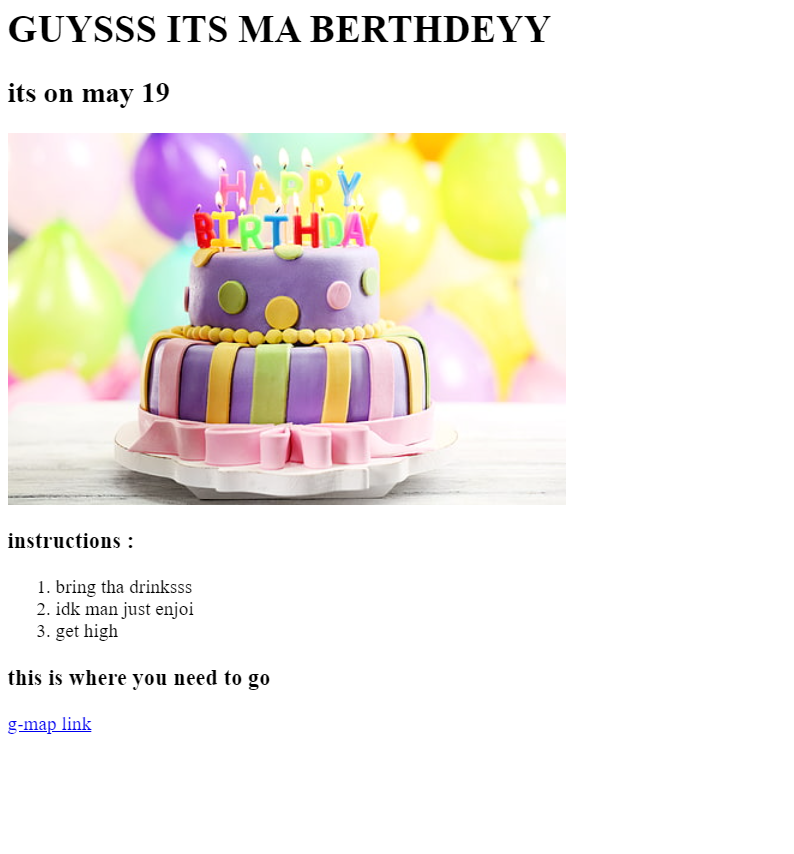 GUYSSS ITS MA BERTHDEYY
its on may 19
HAPPY
BIRTHDAY
instructions :
1. bring tha drinksss
2. idk man just enjoi
3. get high
this is where you need to go
g-map link